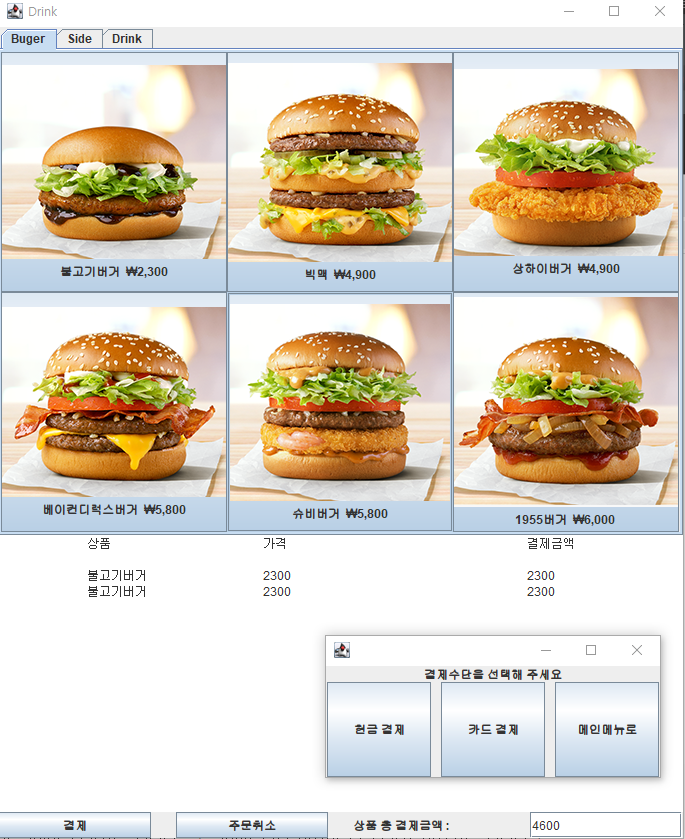 Drink
Buger Side Drink
불고기버거 ₩2,300 빅맥 ₩4,900 상하이버거 ₩4,900
베이컨디럭스버거 ₩5,800 슈비버거 ₩5,800 1955버거 ₩6,000
상품 가격 결제금액
불고기버거 2300 2300
불고기버거 2300 2300
결제수단을 선택해 주세요
현금 결제 카드 결제 메인메뉴로
결제 주문취소 상품 총 결제금액 : 4600